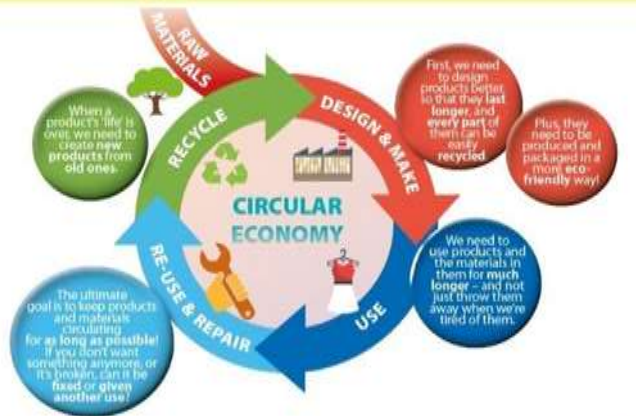 RAW
MATERIALS
DESIGN & MAKE
First, we need
to design
products better,
so that they last
longer, and
every part of
them can be
easily
recycled.
Plus, they
need to be
produced and
packaged in a
more eco-
friendly way!
USE
We need to
use products and
the materials in
them for much
longer – and not
just throw them
away when we're
tired of them.
RE-USE & REPAIR
The ultimate
goal is to keep products
and materials
circulating
for as long as possible!
If you don't want
something anymore, or
it's broken, can it be
fixed or given
another use?
RECYCLE
When a
product's 'life' is
over, we need to
create new
products from
old ones.
CIRCULAR
ECONOMY